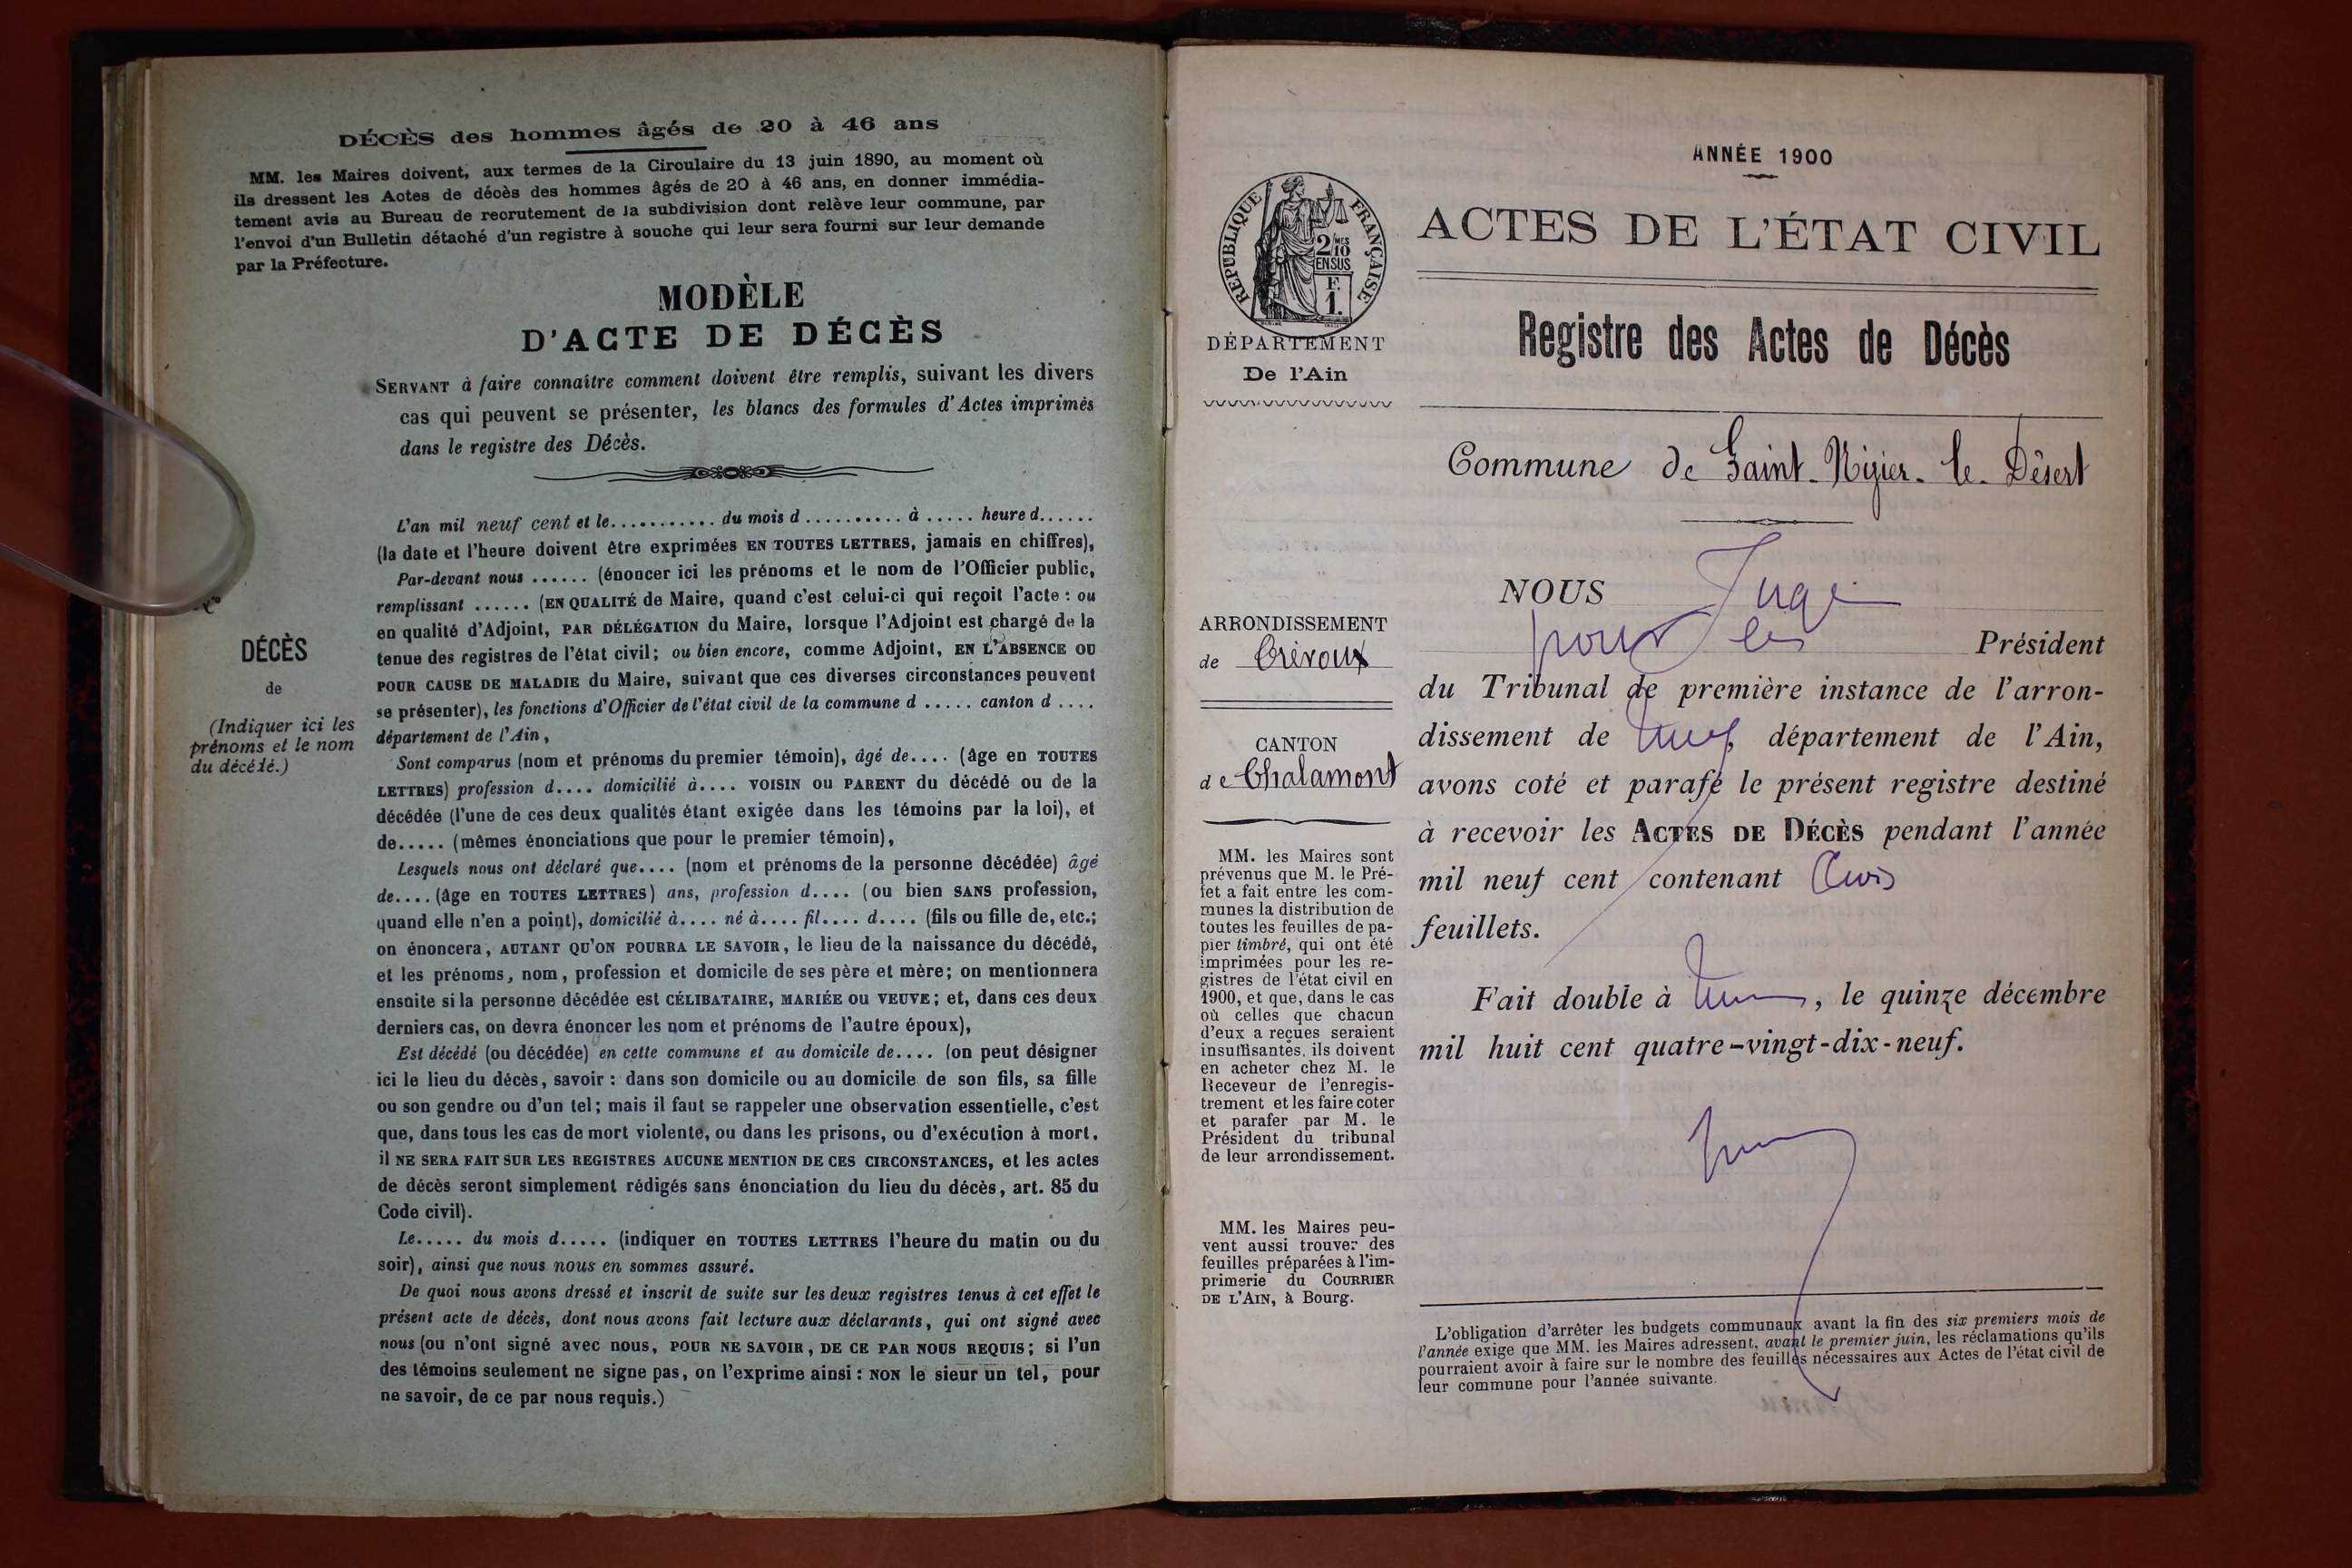 DÉCÈS des hommes âgés de 20 à 46 ans
MM. les Maires doivent, aux termes de la Circulaire du 13 juin 1890, au moment où
ils dressent les Actes de décès des hommes âgés de 20 à 46 ans, en donner immédia-
tement avis au Bureau de recrutement de la subdivision dont relève leur commune, par
l'envoi d'un Bulletin détaché d'un registre à souche qui leur sera fourni sur leur demande
par la Préfecture.
MODÈLE
D'ACTE DE DÉCÈS
SERVANT à faire connaître comment doivent être remplis, suivant les divers
cas qui peuvent se présenter, les blancs des formules d'Actes imprimés
dans le registre des Décès.
DÉCÈS
de
(Indiquer ici les
prénoms et le nom
du décédé.)
L'an mil neuf cent et le........... du mois d .......... à ..... heure d......
(la date et l'heure doivent être exprimées EN TOUTES LETTRES, jamais en chiffres),
Par-devant nous ...... (énoncer ici les prénoms et le nom de l'Officier public,
remplissant ...... (EN QUALITÉ de Maire, quand c'est celui-ci qui reçoit l'acte : ou
en qualité d'Adjoint, PAR DÉLÉGATION du Maire, lorsque l'Adjoint est chargé de la
tenue des registres de l'état civil; ou bien encore, comme Adjoint, EN L'ABSENCE OU
POUR CAUSE DE MALADIE du Maire, suivant que ces diverses circonstances peuvent
se présenter), les fonctions d'Officier de l'état civil de la commune d ..... canton d ....
département de l'Ain,
Sont comparus (nom et prénoms du premier témoin), âgé de.... (âge en TOUTES
LETTRES) profession d.... domicilié à.... VOISIN OU PARENT du décédé ou de la
décédée (l'une de ces deux qualités étant exigée dans les témoins par la loi), et
de..... (mêmes énonciations que pour le premier témoin),
Lesquels nous ont déclaré que.... (nom et prénoms de la personne décédée) âgé
de.... (âge en TOUTES LETTRES) ans, profession d.... (ou bien SANS profession,
quand elle n'en a point), domicilié à.... né à.... fil.... d.... (fils ou fille de, etc.;
on énoncera, AUTANT QU'ON POURRA LE SAVOIR, le lieu de la naissance du décédé,
et les prénoms, nom, profession et domicile de ses père et mère; on mentionnera
ensuite si la personne décédée est CÉLIBATAIRE, MARIÉE OU VEUVE; et, dans ces deux
derniers cas, on devra énoncer les nom et prénoms de l'autre époux),
Est décédé (ou décédée) en cette commune et au domicile de.... (on peut désigner
ici le lieu du décès, savoir : dans son domicile ou au domicile de son fils, sa fille
ou son gendre ou d'un tel; mais il faut se rappeler une observation essentielle, c'est
que, dans tous les cas de mort violente, ou dans les prisons, ou d'exécution à mort,
il NE SERA FAIT SUR LES REGISTRES AUCUNE MENTION DE CES CIRCONSTANCES, et les actes
de décès seront simplement rédigés sans énonciation du lieu du décès, art. 85 du
Code civil).
Le..... du mois d..... (indiquer en TOUTES LETTRES l'heure du matin ou du
soir), ainsi que nous nous en sommes assuré.
De quoi nous avons dressé et inscrit de suite sur les deux registres tenus à cet effet le
présent acte de décès, dont nous avons fait lecture aux déclarants, qui ont signé avec
nous (ou n'ont signé avec nous, POUR NE SAVOIR, DE CE PAR NOUS REQUIS; si l'un
des témoins seulement ne signe pas, on l'exprime ainsi : NON le sieur un tel, pour
ne savoir, de ce par nous requis.)
ANNÉE 1900
RÉPUBLIQUE FRANÇAISE
2/MES
10
EN SUS
F.
1.
DÉPARTEMENT
De l'Ain
ACTES DE L'ÉTAT CIVIL
Registre des Actes de Décès
Commune de Saint-Nizier-le-Désert
ARRONDISSEMENT
de Trévoux
CANTON
de Chalamont
MM. les Maires sont
prévenus que M. le Pré-
fet a fait entre les com-
munes la distribution de
toutes les feuilles de pa-
pier timbré, qui ont été
imprimées pour les re-
gistres de l'état civil en
1900, et que, dans le cas
où celles que chacun
d'eux a reçues seraient
insuffisantes, ils doivent
en acheter chez M. le
Receveur de l'enregis-
trement et les faire coter
et parafer par M. le
Président du tribunal
de leur arrondissement.
MM. les Maires peu-
vent aussi trouver des
feuilles préparées à l'im-
primerie du COURRIER
DE L'AIN, à Bourg.
NOUS Juge
pour le Président
du Tribunal de première instance de l'arron-
dissement de , département de l'Ain,
avons coté et parafé le présent registre destiné
à recevoir les ACTES DE DÉCÈS pendant l'année
mil neuf cent contenant
feuillets.
Fait double à , le quinze décembre
mil huit cent quatre-vingt-dix-neuf.
L'obligation d'arrêter les budgets communaux avant la fin des six premiers mois de
l'année exige que MM. les Maires adressent, avant le premier juin, les réclamations qu'ils
pourraient avoir à faire sur le nombre des feuilles nécessaires aux Actes de l'état civil de
leur commune pour l'année suivante.